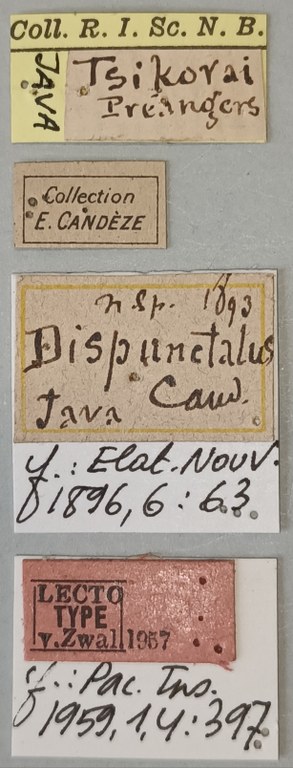 Coll. R. I. Sc. N. B.
JAVA
Tsikorai
Preangers
Collection
E. CANDÈZE
n sp. 1893
Dispunctatus
Java Cand.
cf.: Elat. Nouv.
1896, 6: 63
LECTO
TYPE
v.Zwal.1957
cf.: Pac. Ins.
1959, 1,4: 397